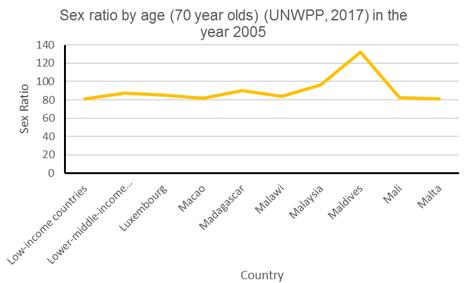 Sex ratio by age (70 year olds) (UNWPP, 2017) in the
year 2005
140
120
100
80
60
40
20
0
Sex Ratio
Low-income countries
Lower-middle-income...
Luxembourg
Macao
Madagascar
Malawi
Malaysia
Maldives
Mali
Malta
Country